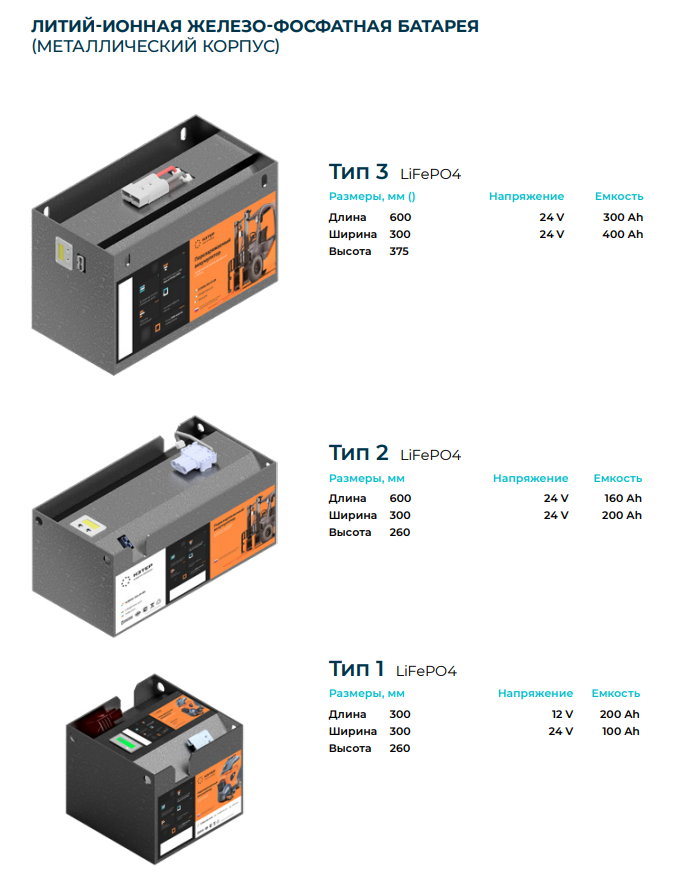 ЛИТИЙ-ИОННАЯ ЖЕЛЕЗО-ФОСФАТНАЯ БАТАРЕЯ
(МЕТАЛЛИЧЕСКИЙ КОРПУС)
Тип 3 LiFePO4
Размеры, мм () Напряжение Емкость
Длина 600 24 V 300 Ah
Ширина 300 24 V 400 Ah
Высота 375
Тип 2 LiFePO4
Размеры, мм Напряжение Емкость
Длина 600 24 V 160 Ah
Ширина 300 24 V 200 Ah
Высота 260
Тип 1 LiFePO4
Размеры, мм Напряжение Емкость
Длина 300 12 V 200 Ah
Ширина 300 24 V 100 Ah
Высота 260